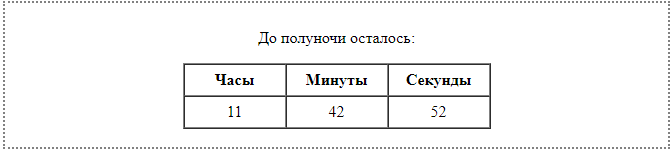 До полуночи осталось:
Часы Минуты Секунды
11 42 52